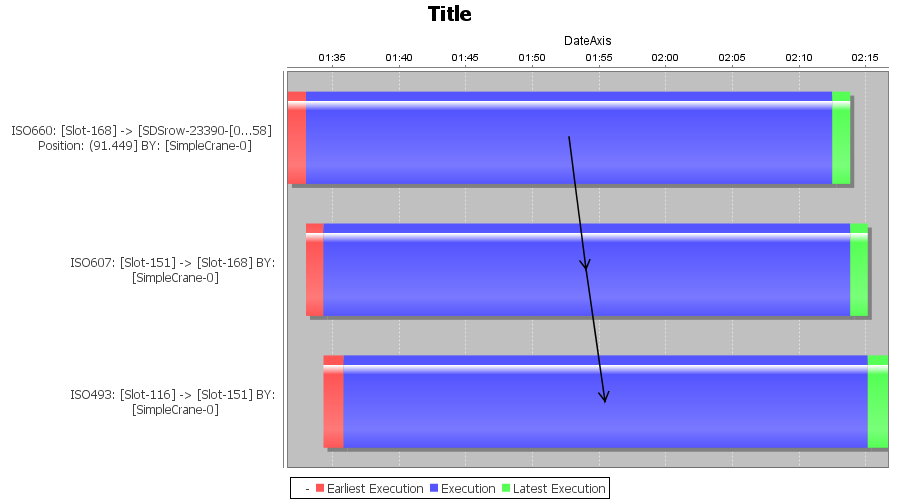 Title
DateAxis
01:35 01:40 01:45 01:50 01:55 02:00 02:05 02:10 02:15
ISO660: [Slot-168] -> [SDSrow-23390-[0...58]
Position: (91.449] BY: [SimpleCrane-0]
ISO607: [Slot-151] -> [Slot-168] BY:
[SimpleCrane-0]
ISO493: [Slot-116] -> [Slot-151] BY:
[SimpleCrane-0]
- Earliest Execution Execution Latest Execution